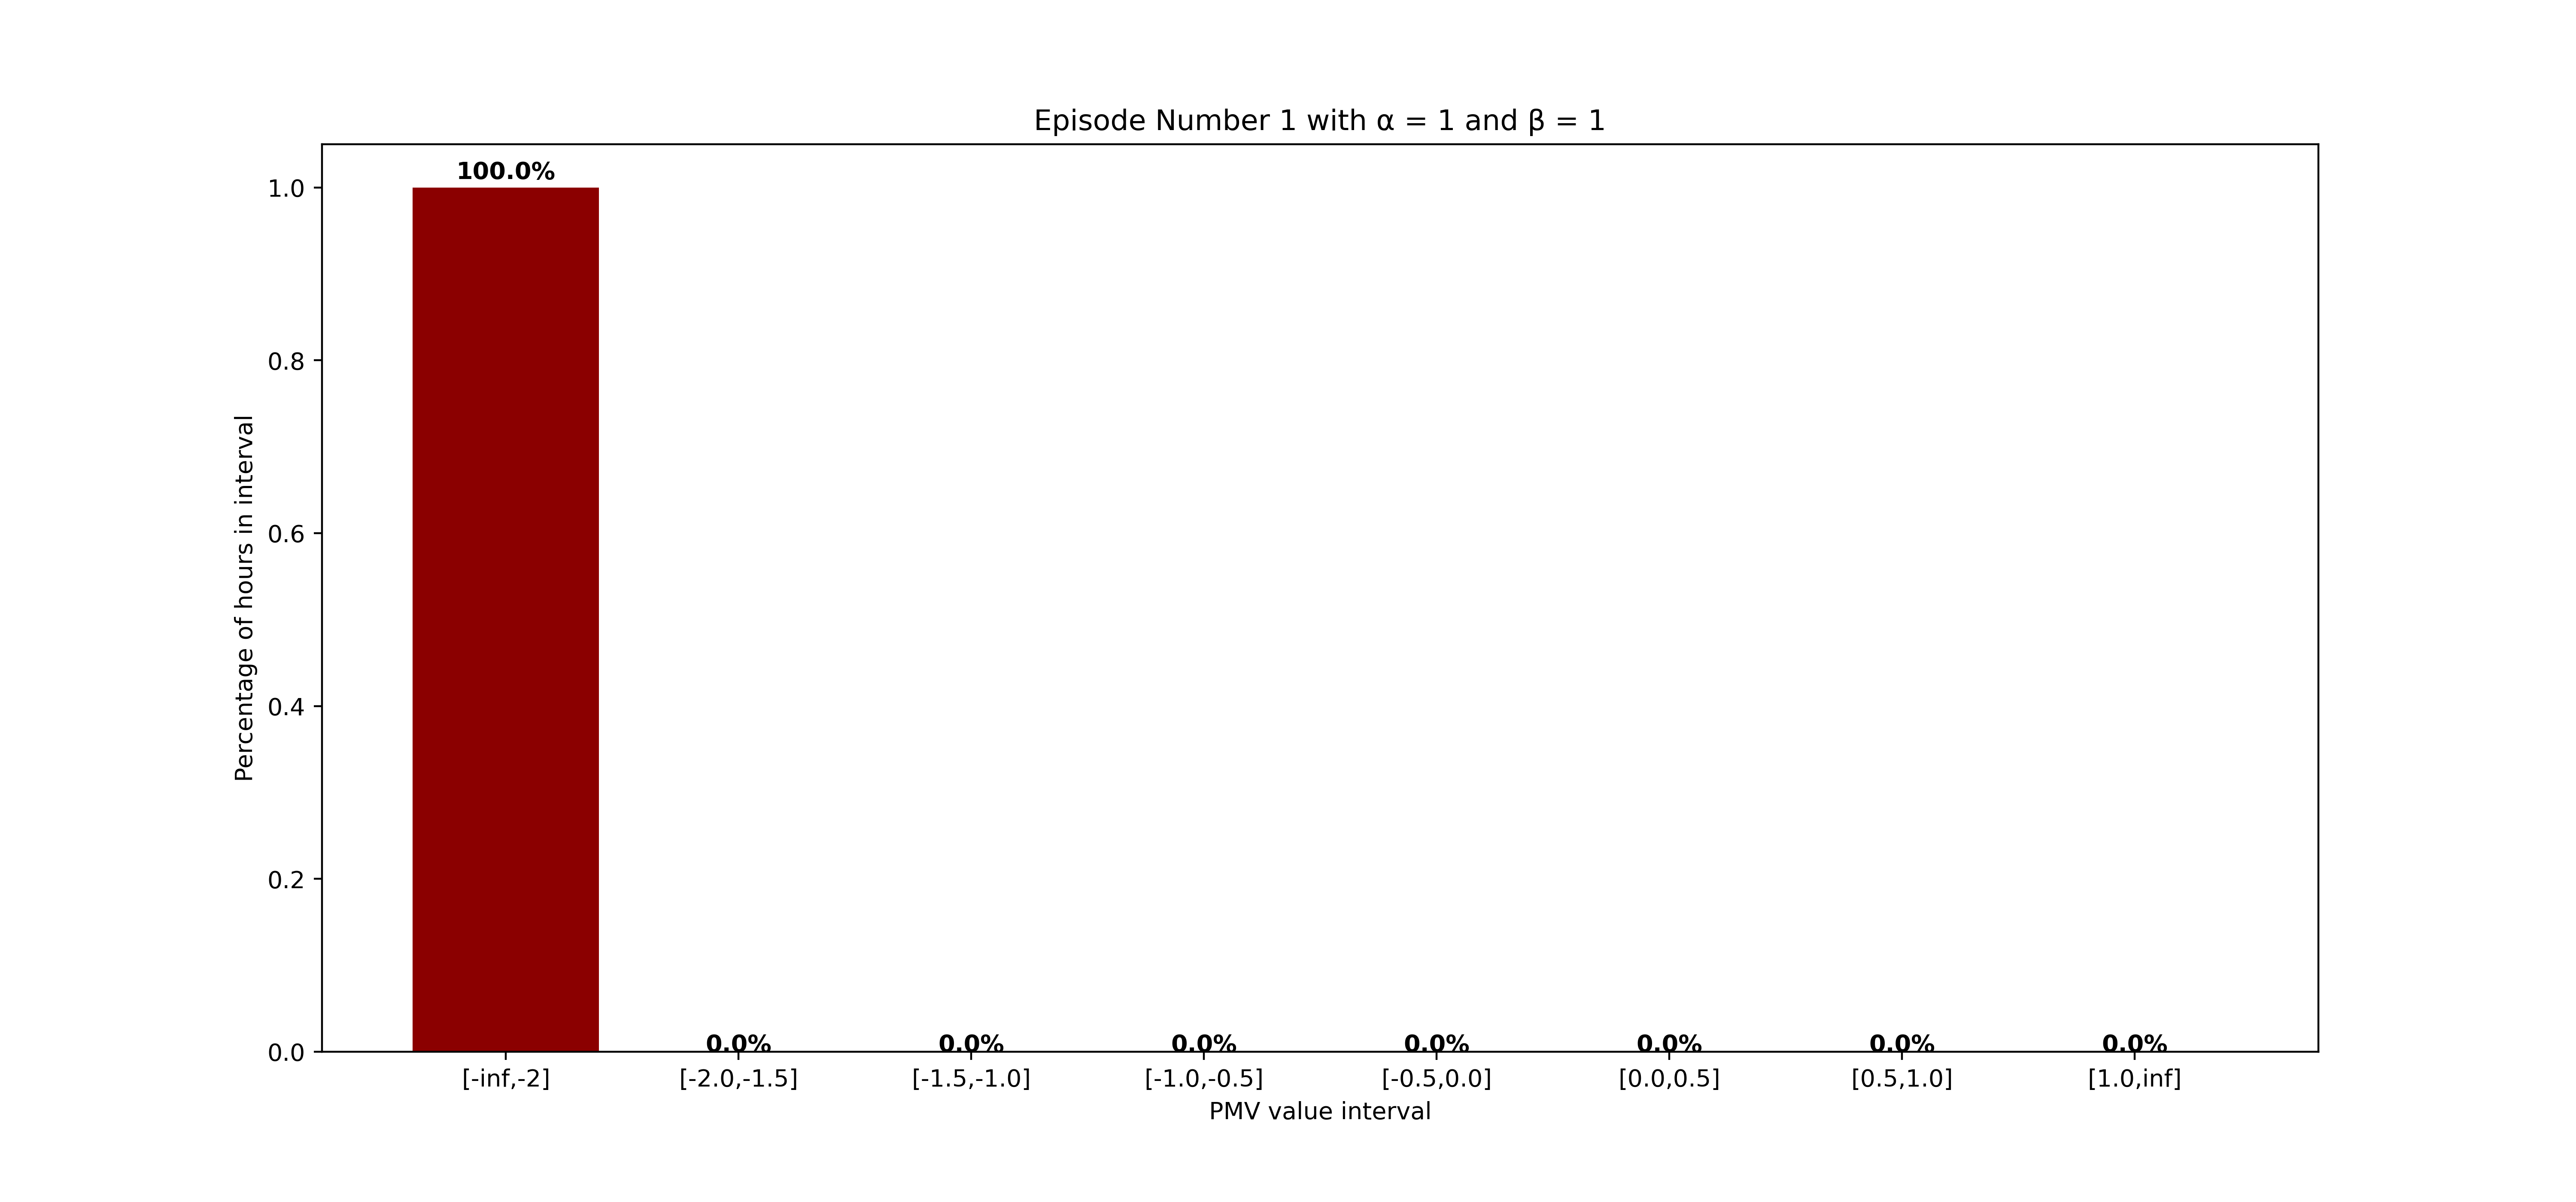 Episode Number 1 with α = 1 and β = 1
100.0%
1.0
0.8
0.6
0.4
0.2
0.0
Percentage of hours in interval
0.0% 0.0% 0.0% 0.0% 0.0% 0.0% 0.0%
[-inf,-2] [-2.0,-1.5] [-1.5,-1.0] [-1.0,-0.5] [-0.5,0.0] [0.0,0.5] [0.5,1.0] [1.0,inf]
PMV value interval